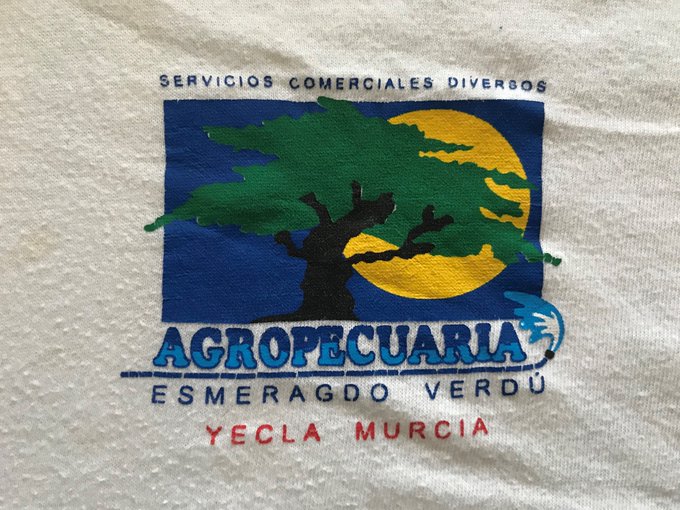 SERVICIOS COMERCIALES DIVERSOS
AGROPECUARIA
ESMERAGDO VERDÚ
YECLA MURCIA